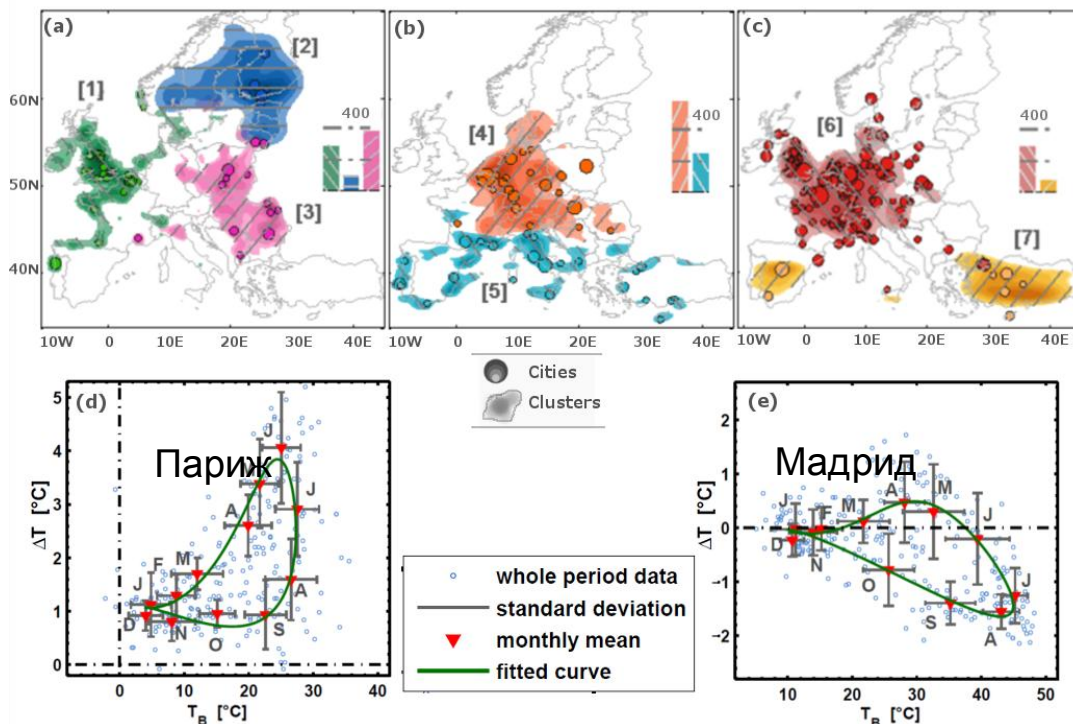 (a)
[1]
[2]
[3]
400
(b)
[4]
[5]
400
(c)
[6]
[7]
400
60N
50N
40N
10W 0 10E 20E 30E 40E
10W 0 10E 20E 30E 40E
10W 0 10E 20E 30E 40E
Cities
Clusters
(d)
Париж
ΔT [°C]
5
4
3
2
1
0
J
M
A
J
M
F
J
A
D
N
O
S
0 10 20 30 40
T_B [°C]
whole period data
standard deviation
monthly mean
fitted curve
(e)
Мадрид
ΔT [°C]
2
1
0
−1
−2
J
F
M
A
M
J
D
N
O
S
A
J
10 20 30 40 50
T_B [°C]